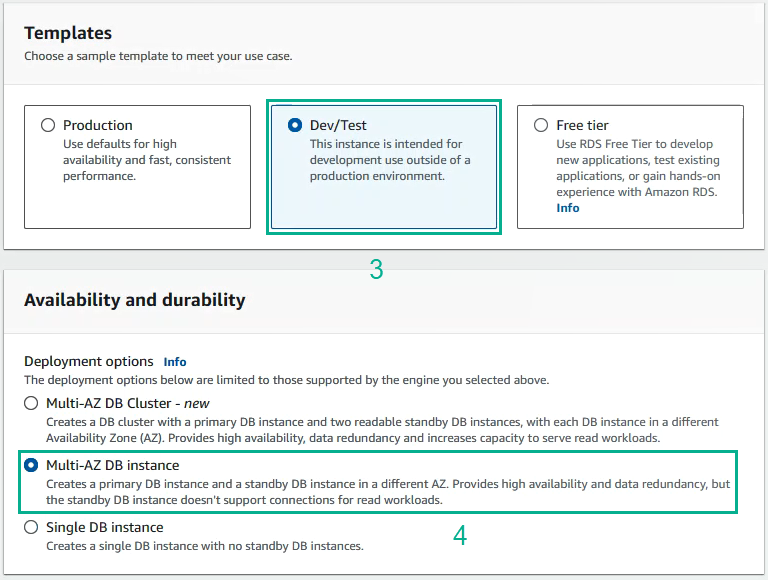 Templates
Choose a sample template to meet your use case.
Production
Use defaults for high
availability and fast, consistent
performance.
Dev/Test
This instance is intended for
development use outside of a
production environment.
Free tier
Use RDS Free Tier to develop
new applications, test existing
applications, or gain hands-on
experience with Amazon RDS.
Info
3
Availability and durability
Deployment options Info
The deployment options below are limited to those supported by the engine you selected above.
Multi-AZ DB Cluster - new
Creates a DB cluster with a primary DB instance and two readable standby DB instances, with each DB instance in a different
Availability Zone (AZ). Provides high availability, data redundancy and increases capacity to serve read workloads.
Multi-AZ DB instance
Creates a primary DB instance and a standby DB instance in a different AZ. Provides high availability and data redundancy, but
the standby DB instance doesn't support connections for read workloads.
Single DB instance
Creates a single DB instance with no standby DB instances.
4